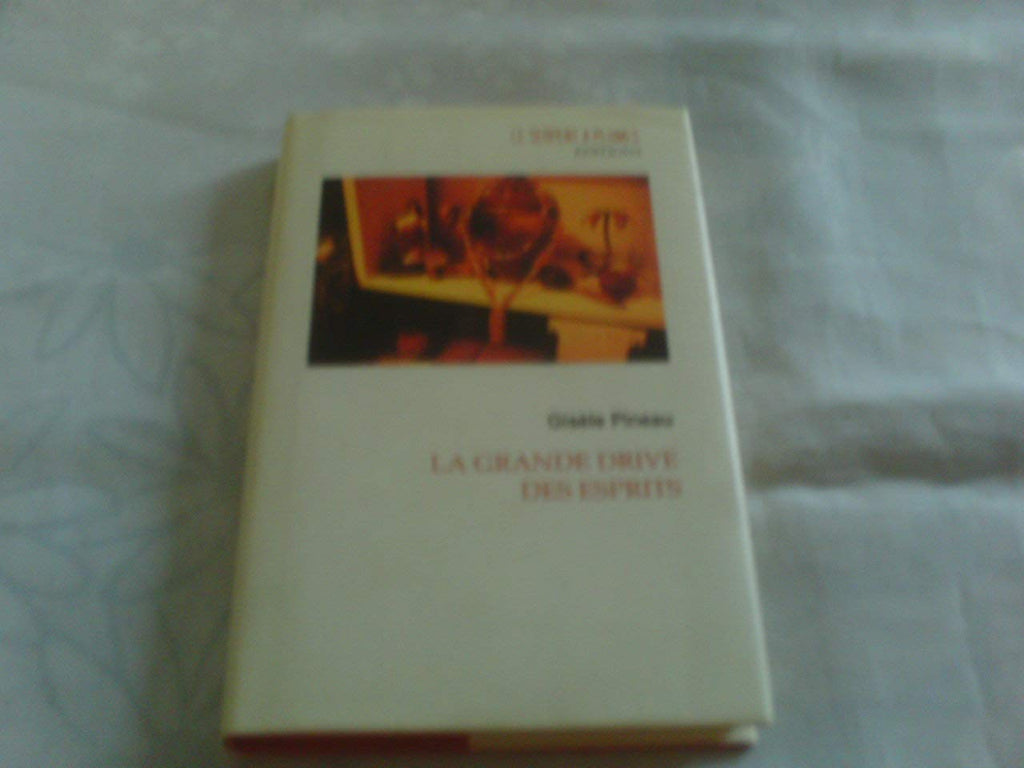 Gisèle Pineau
LA GRANDE DRIVE
DES ESPRITS